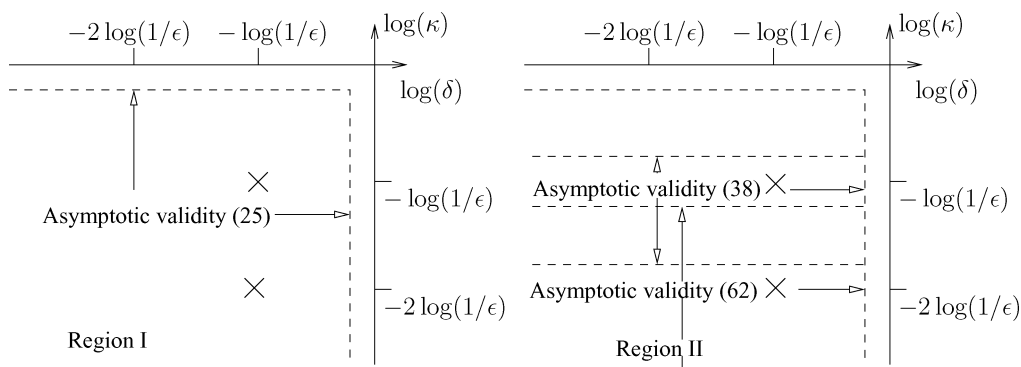 log(κ)
−2 log(1/ϵ)
−log(1/ϵ)
log(δ)
Asymptotic validity (25)
−log(1/ϵ)
−2 log(1/ϵ)
Region I
log(κ)
−2 log(1/ϵ)
−log(1/ϵ)
log(δ)
Asymptotic validity (38)
−log(1/ϵ)
Asymptotic validity (62)
−2 log(1/ϵ)
Region II